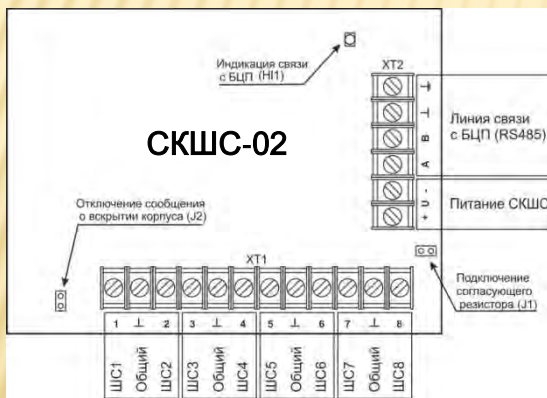 Индикация связи
с БЦП (HI1)
XT2
СКШС-02
⏚
⊥
B
A
Линия связи
с БЦП (RS485)
- U +
Питание СКШС
Отключение сообщения
о вскрытии корпуса (J2)
XT1
Подключение
согласующего
резистора (J1)
1 ⊥ 2 3 ⊥ 4 5 ⊥ 6 7 ⊥ 8
ШС1 Общий ШС2 ШС3 Общий ШС4 ШС5 Общий ШС6 ШС7 Общий ШС8